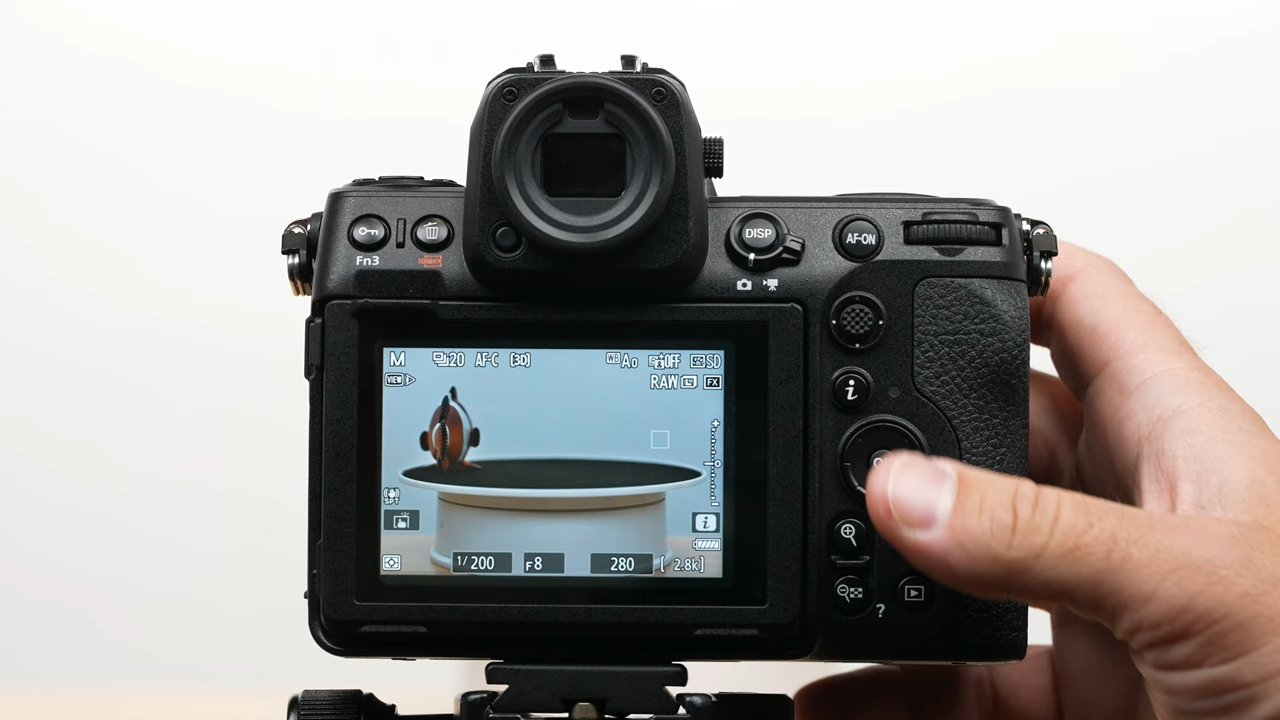 DISP
AF-ON
Fn3
FORMAT
M
20 AF-C [3D]
WB A0
OFF
SD
VIEW
RAW L FX
i
SPT
i
1/200 F8 280 [ 2.8k]
?